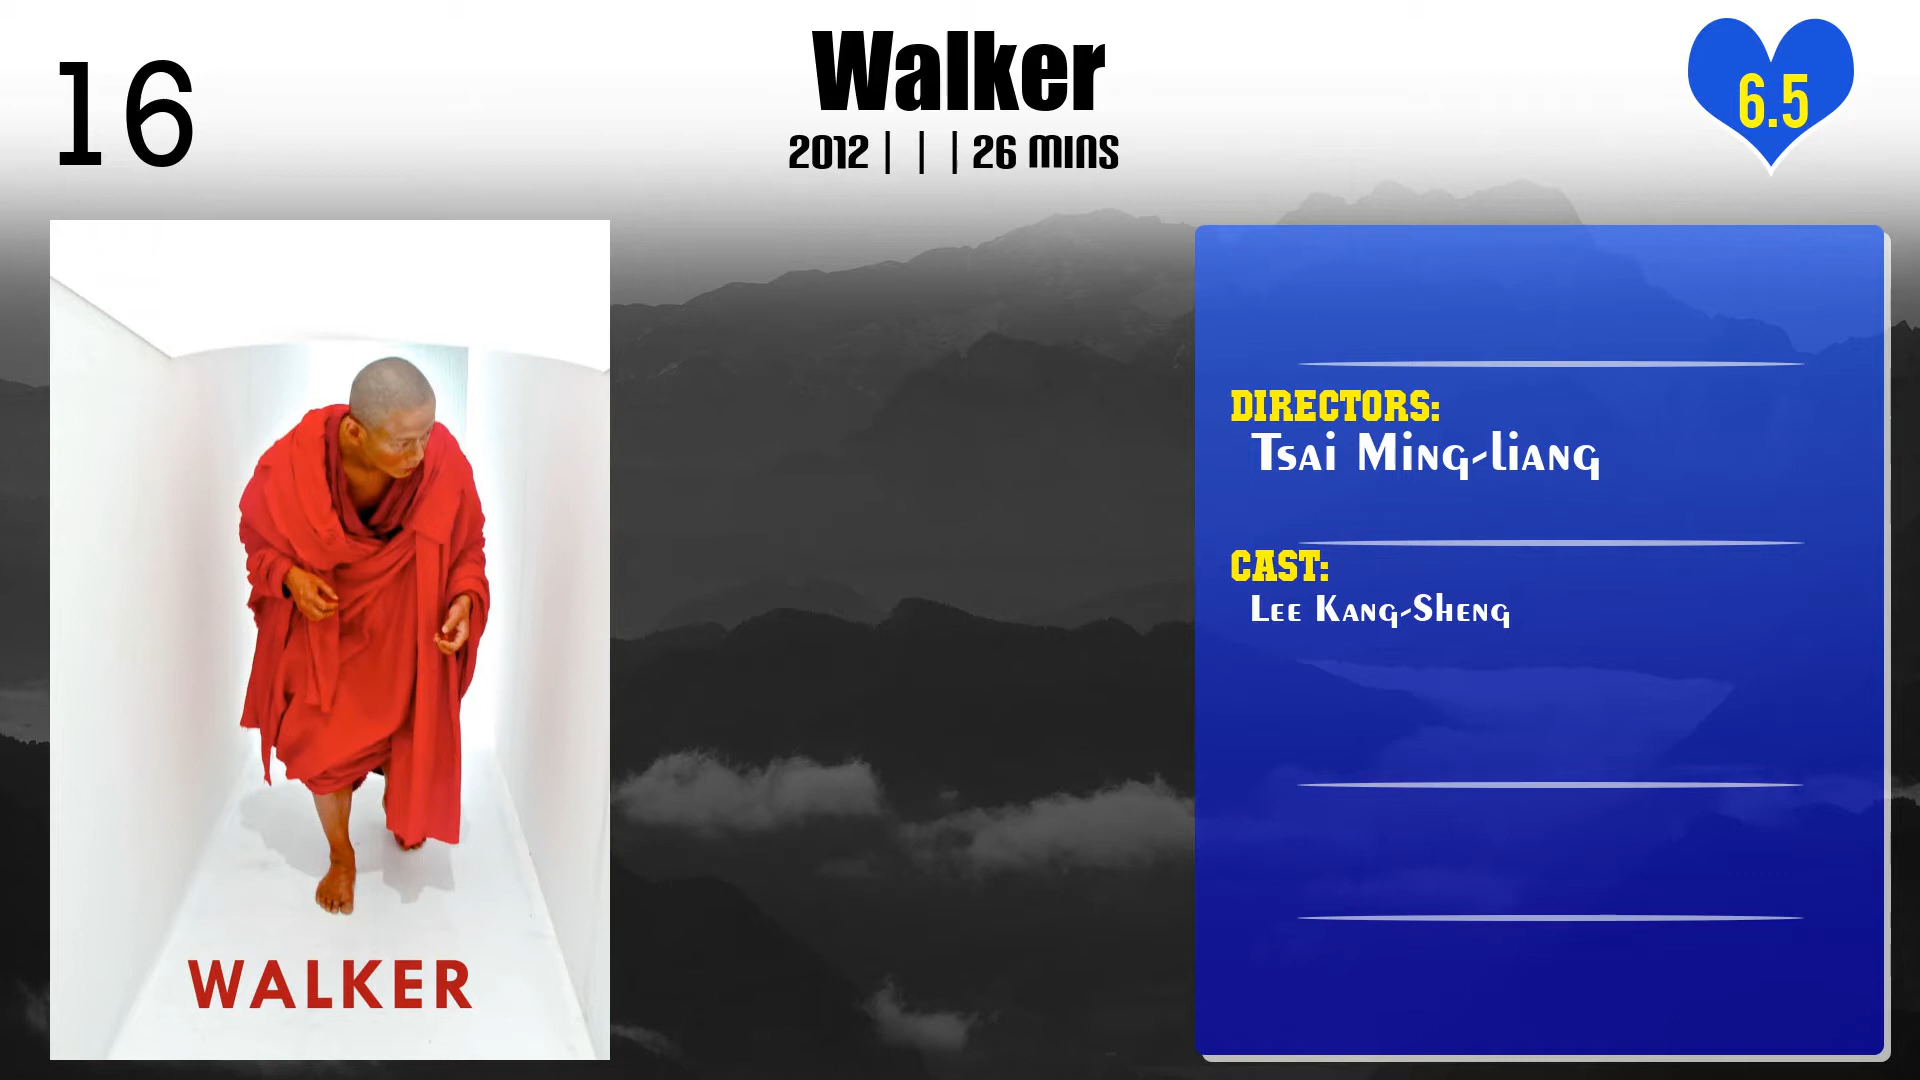 16
Walker
2012 | | | 26 MINS
6.5
DIRECTORS:
Tsai Ming-liang
CAST:
Lee Kang-Sheng
WALKER